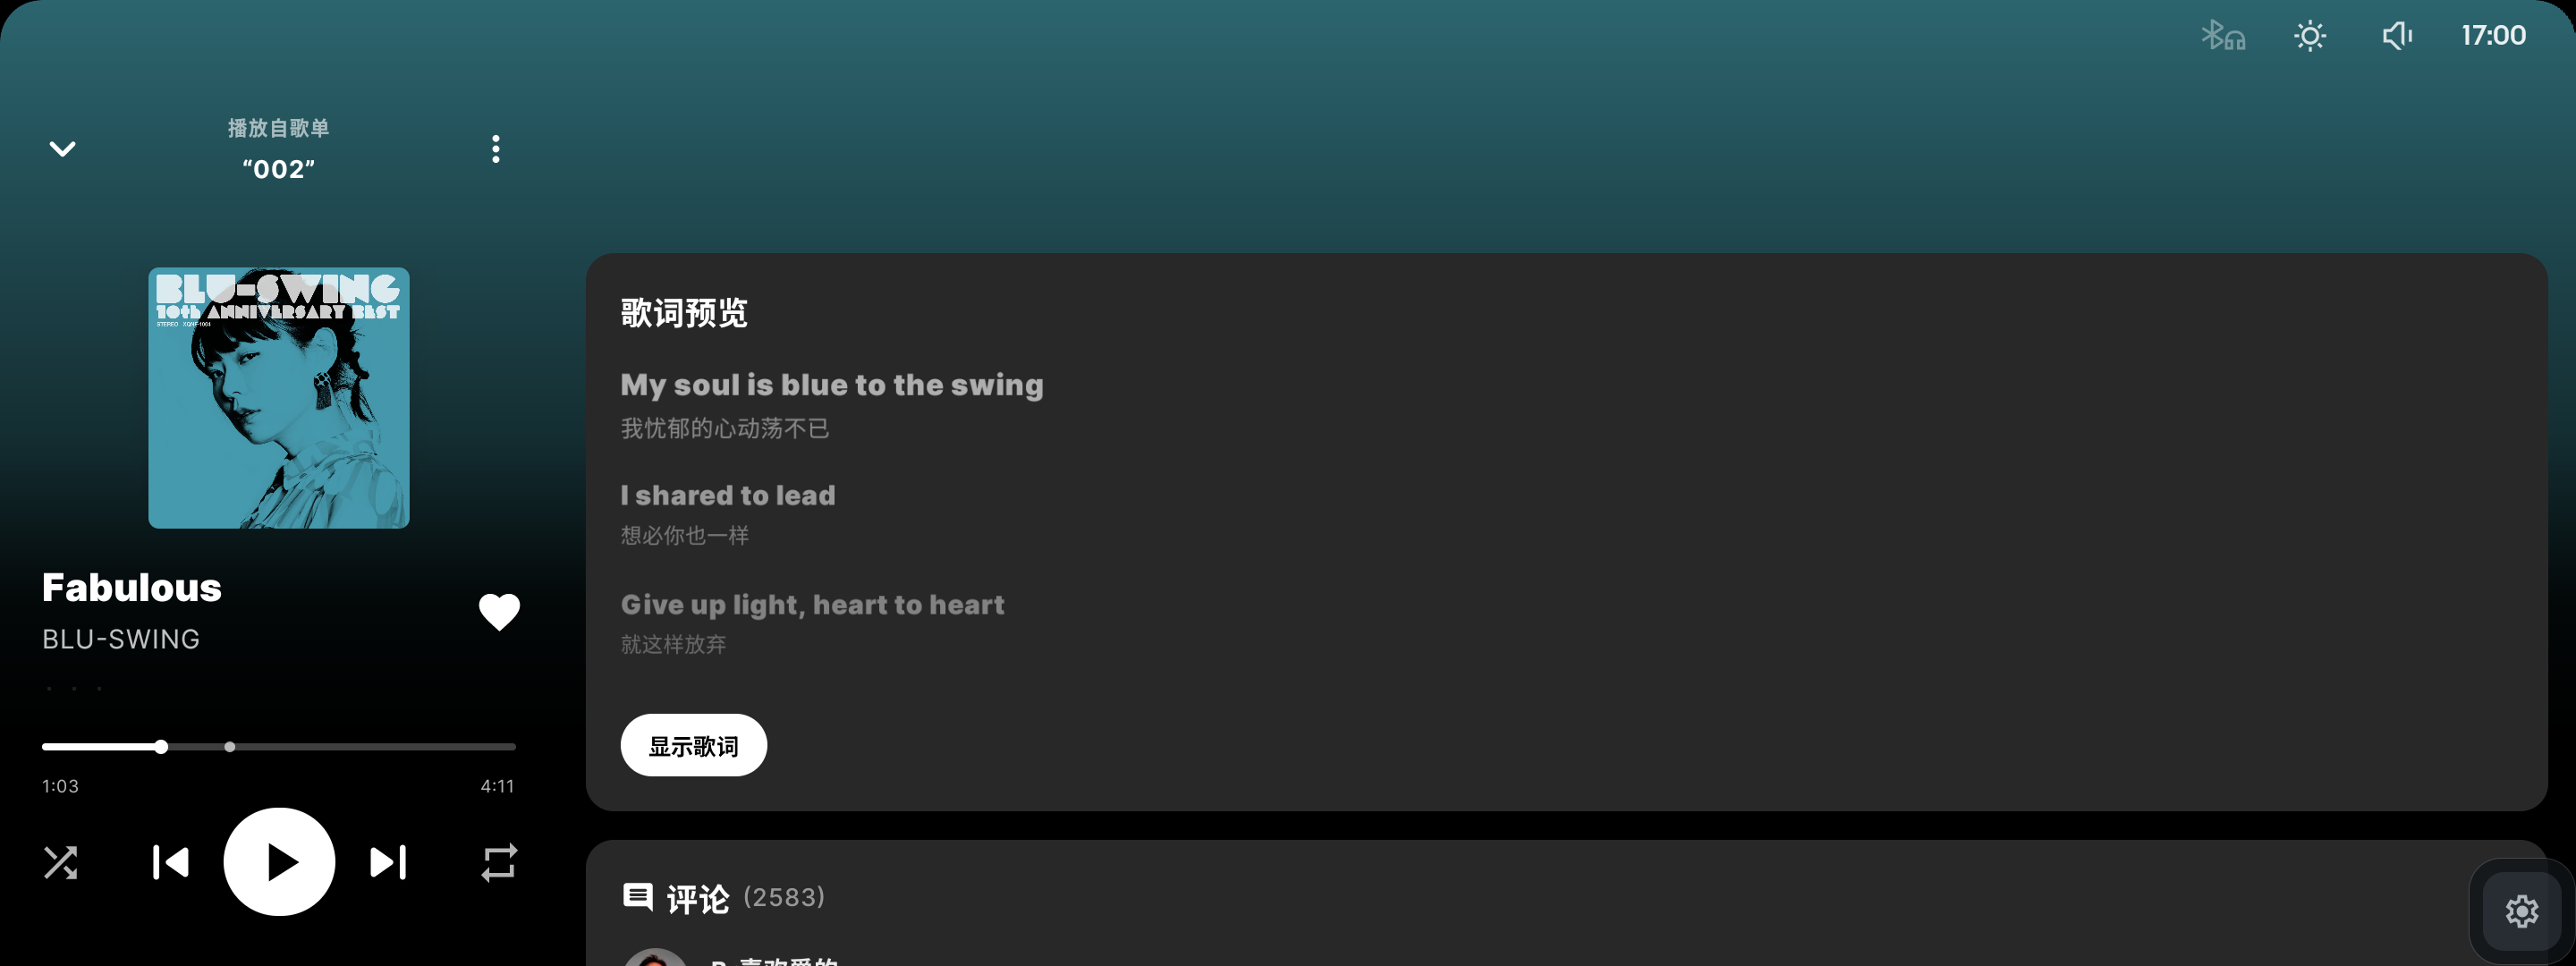 17:00
播放自歌单
“002”
BLU-SWING
10th ANNIVERSARY BEST
STEREO
Fabulous
BLU-SWING
1:03
4:11
歌词预览
My soul is blue to the swing
我忧郁的心动荡不已
I shared to lead
想必你也一样
Give up light, heart to heart
就这样放弃
显示歌词
评论 (2583)